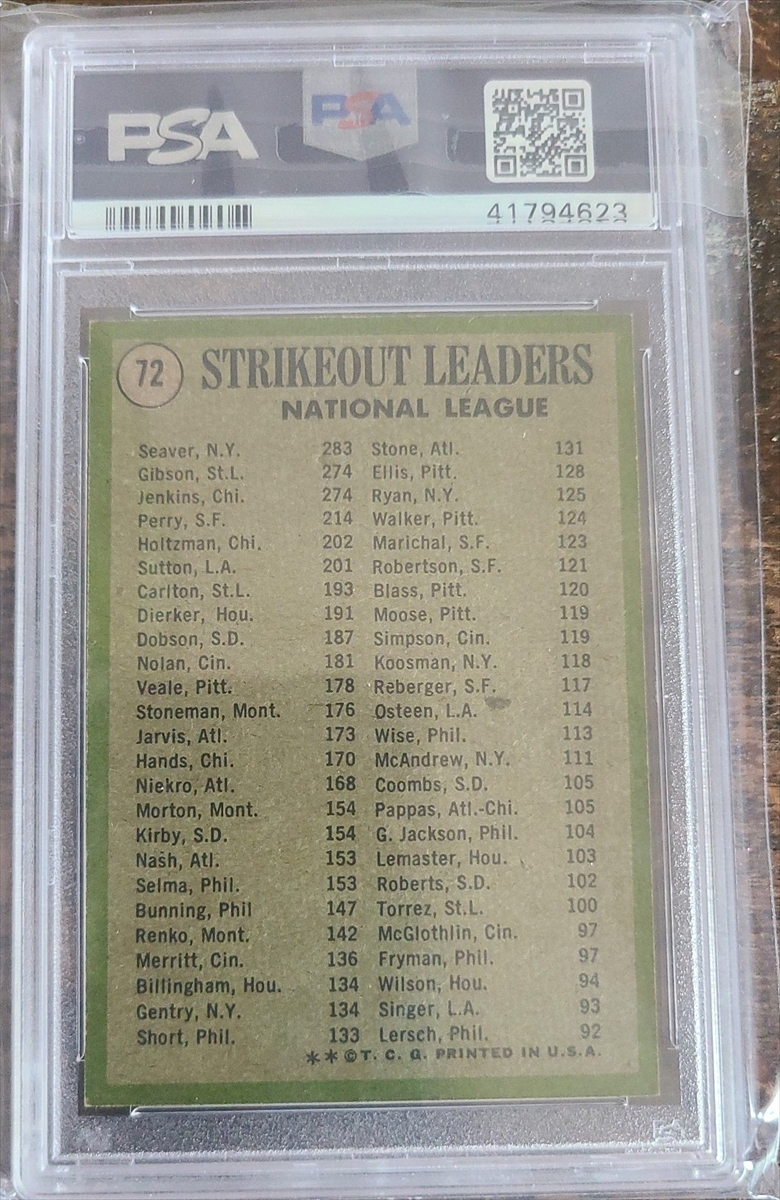 PSA PSA
41794623
72 STRIKEOUT LEADERS
NATIONAL LEAGUE
Seaver, N.Y. 283 Stone, Atl. 131
Gibson, St.L. 274 Ellis, Pitt. 128
Jenkins, Chi. 274 Ryan, N.Y. 125
Perry, S.F. 214 Walker, Pitt. 124
Holtzman, Chi. 202 Marichal, S.F. 123
Sutton, L.A. 201 Robertson, S.F. 121
Carlton, St.L. 193 Blass, Pitt. 120
Dierker, Hou. 191 Moose, Pitt. 119
Dobson, S.D. 187 Simpson, Cin. 119
Nolan, Cin. 181 Koosman, N.Y. 118
Veale, Pitt. 178 Reberger, S.F. 117
Stoneman, Mont. 176 Osteen, L.A. 114
Jarvis, Atl. 173 Wise, Phil. 113
Hands, Chi. 170 McAndrew, N.Y. 111
Niekro, Atl. 168 Coombs, S.D. 105
Morton, Mont. 154 Pappas, Atl.-Chi. 105
Kirby, S.D. 154 G. Jackson, Phil. 104
Nash, Atl. 153 Lemaster, Hou. 103
Selma, Phil. 153 Roberts, S.D. 102
Bunning, Phil 147 Torrez, St.L. 100
Renko, Mont. 142 McGlothlin, Cin. 97
Merritt, Cin. 136 Fryman, Phil. 97
Billingham, Hou. 134 Wilson, Hou. 94
Gentry, N.Y. 134 Singer, L.A. 93
Short, Phil. 133 Lersch, Phil. 92
**©T. C. G. PRINTED IN U.S.A.